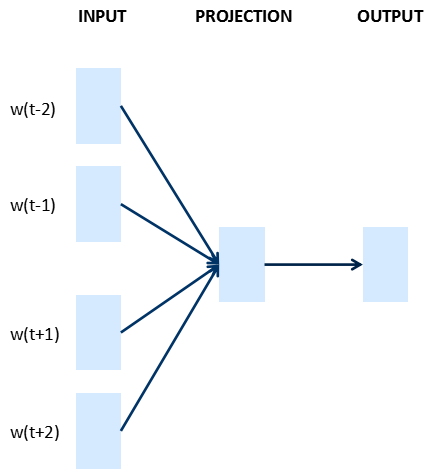 INPUT PROJECTION OUTPUT
w(t-2)
w(t-1)
w(t+1)
w(t+2)